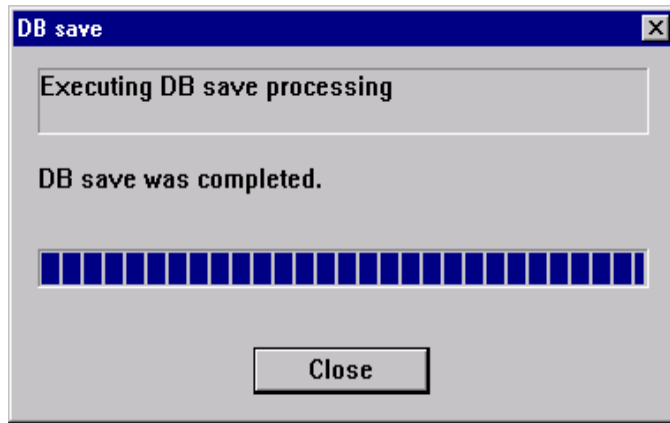 DB save
Executing DB save processing
DB save was completed.
Close